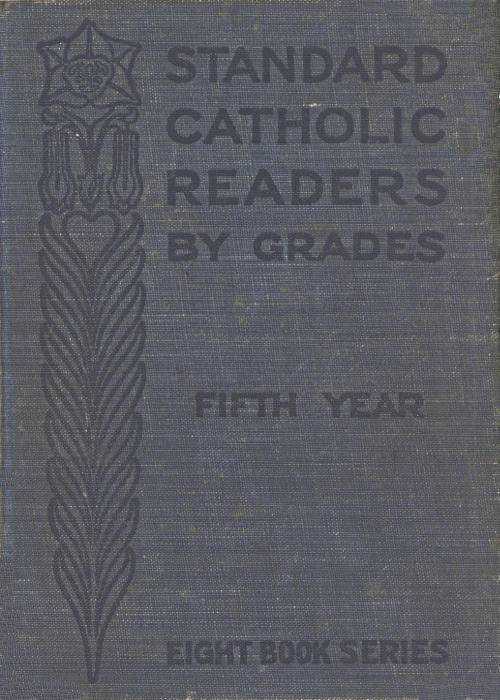 STANDARD
CATHOLIC
READERS
BY GRADES
FIFTH YEAR
EIGHT BOOK SERIES